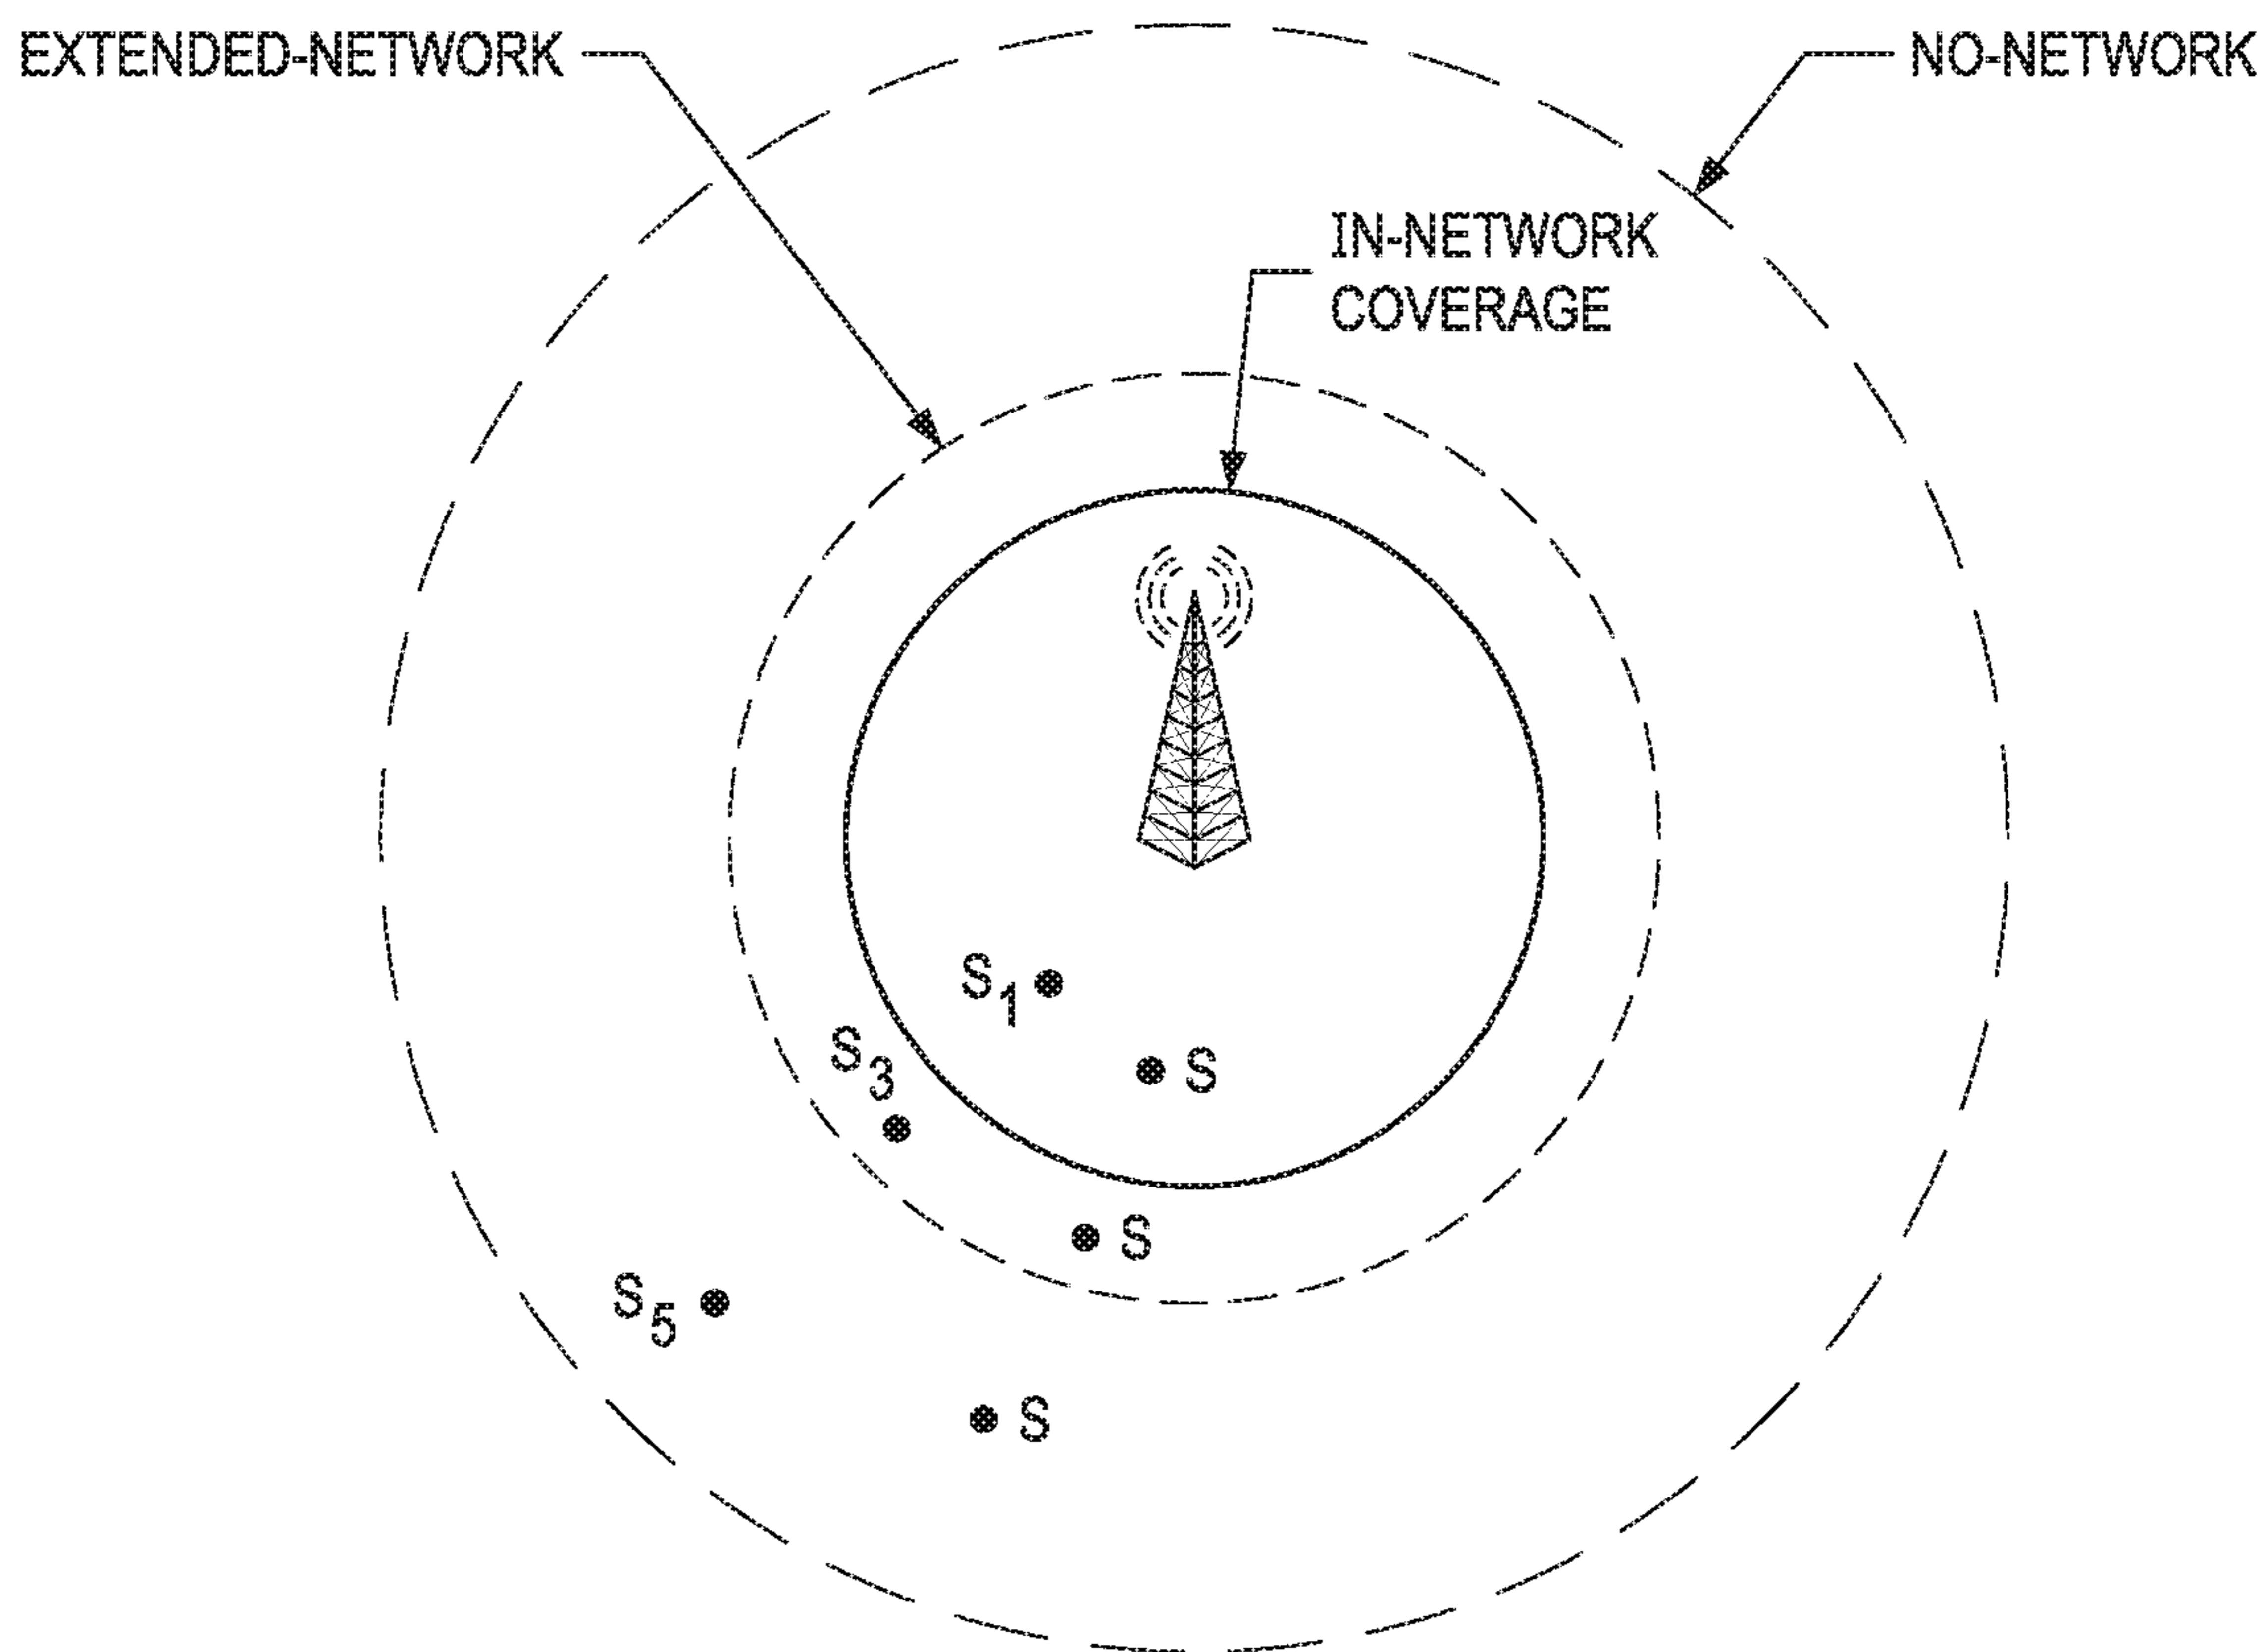 EXTENDED-NETWORK
NO-NETWORK
IN-NETWORK
COVERAGE
S1
S
S3
S
S5
S